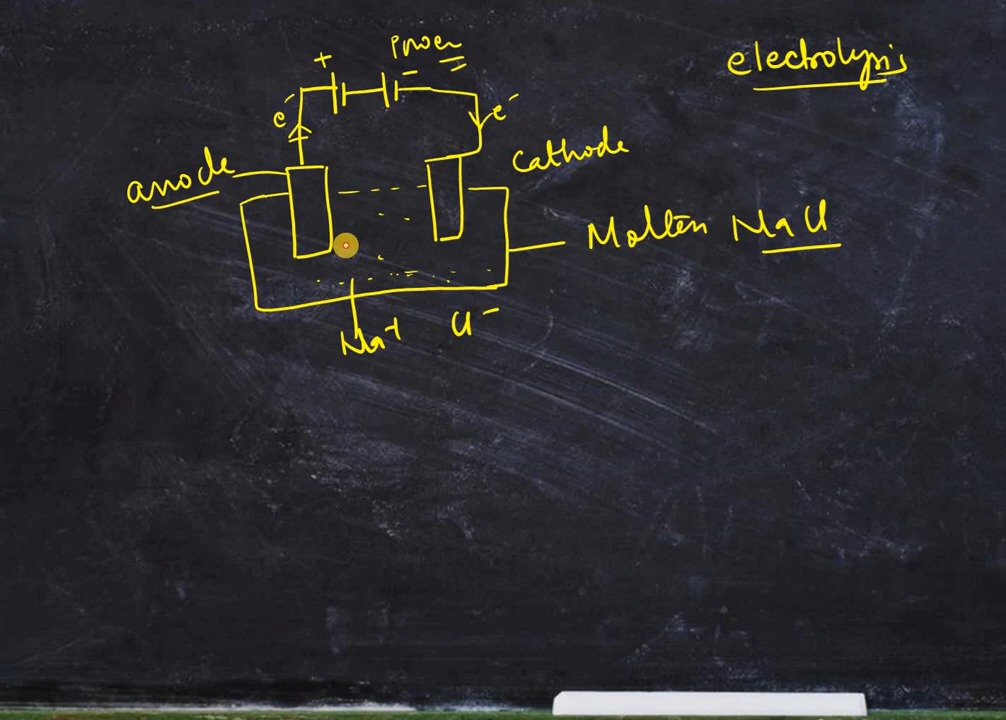 electrolysis
Power
+ −
e⁻ e⁻
anode
Cathode
Molten NaCl
Na+ Cl⁻